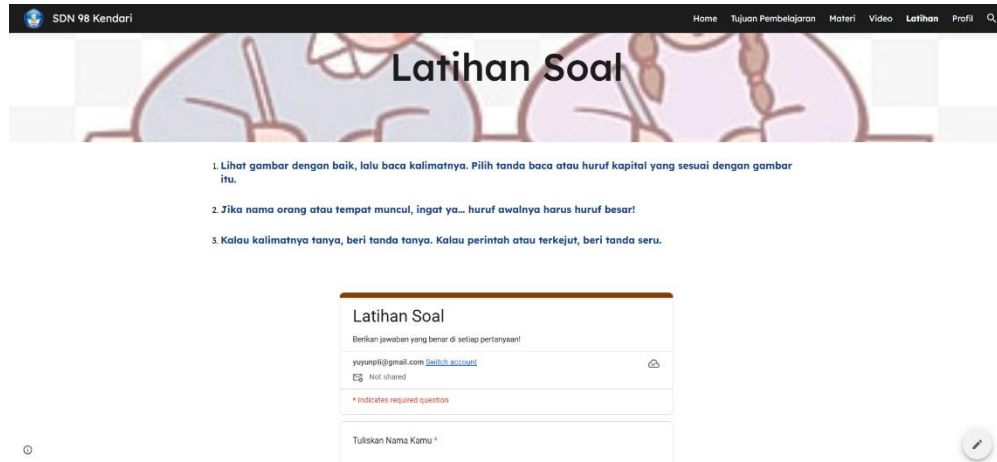 SDN 98 Kendari
Home Tujuan Pembelajaran Materi Video Latihan Profil
Latihan Soal
1. Lihat gambar dengan baik, lalu baca kalimatnya. Pilih tanda baca atau huruf kapital yang sesuai dengan gambar
itu.
2. Jika nama orang atau tempat muncul, ingat ya... huruf awalnya harus huruf besar!
3. Kalau kalimatnya tanya, beri tanda tanya. Kalau perintah atau terkejut, beri tanda seru.
Latihan Soal
Berikan jawaban yang benar di setiap pertanyaan!
yuyunpti@gmail.com Switch account
Not shared
* Indicates required question
Tuliskan Nama Kamu *